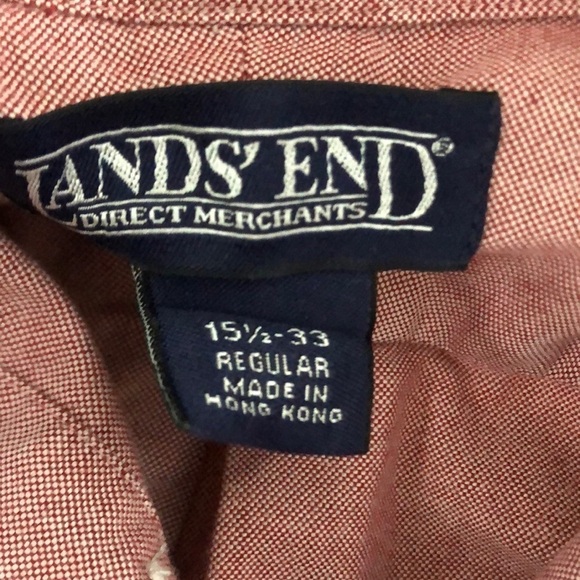 LANDS' END®
DIRECT MERCHANTS
15½-33
REGULAR
MADE IN
HONG KONG